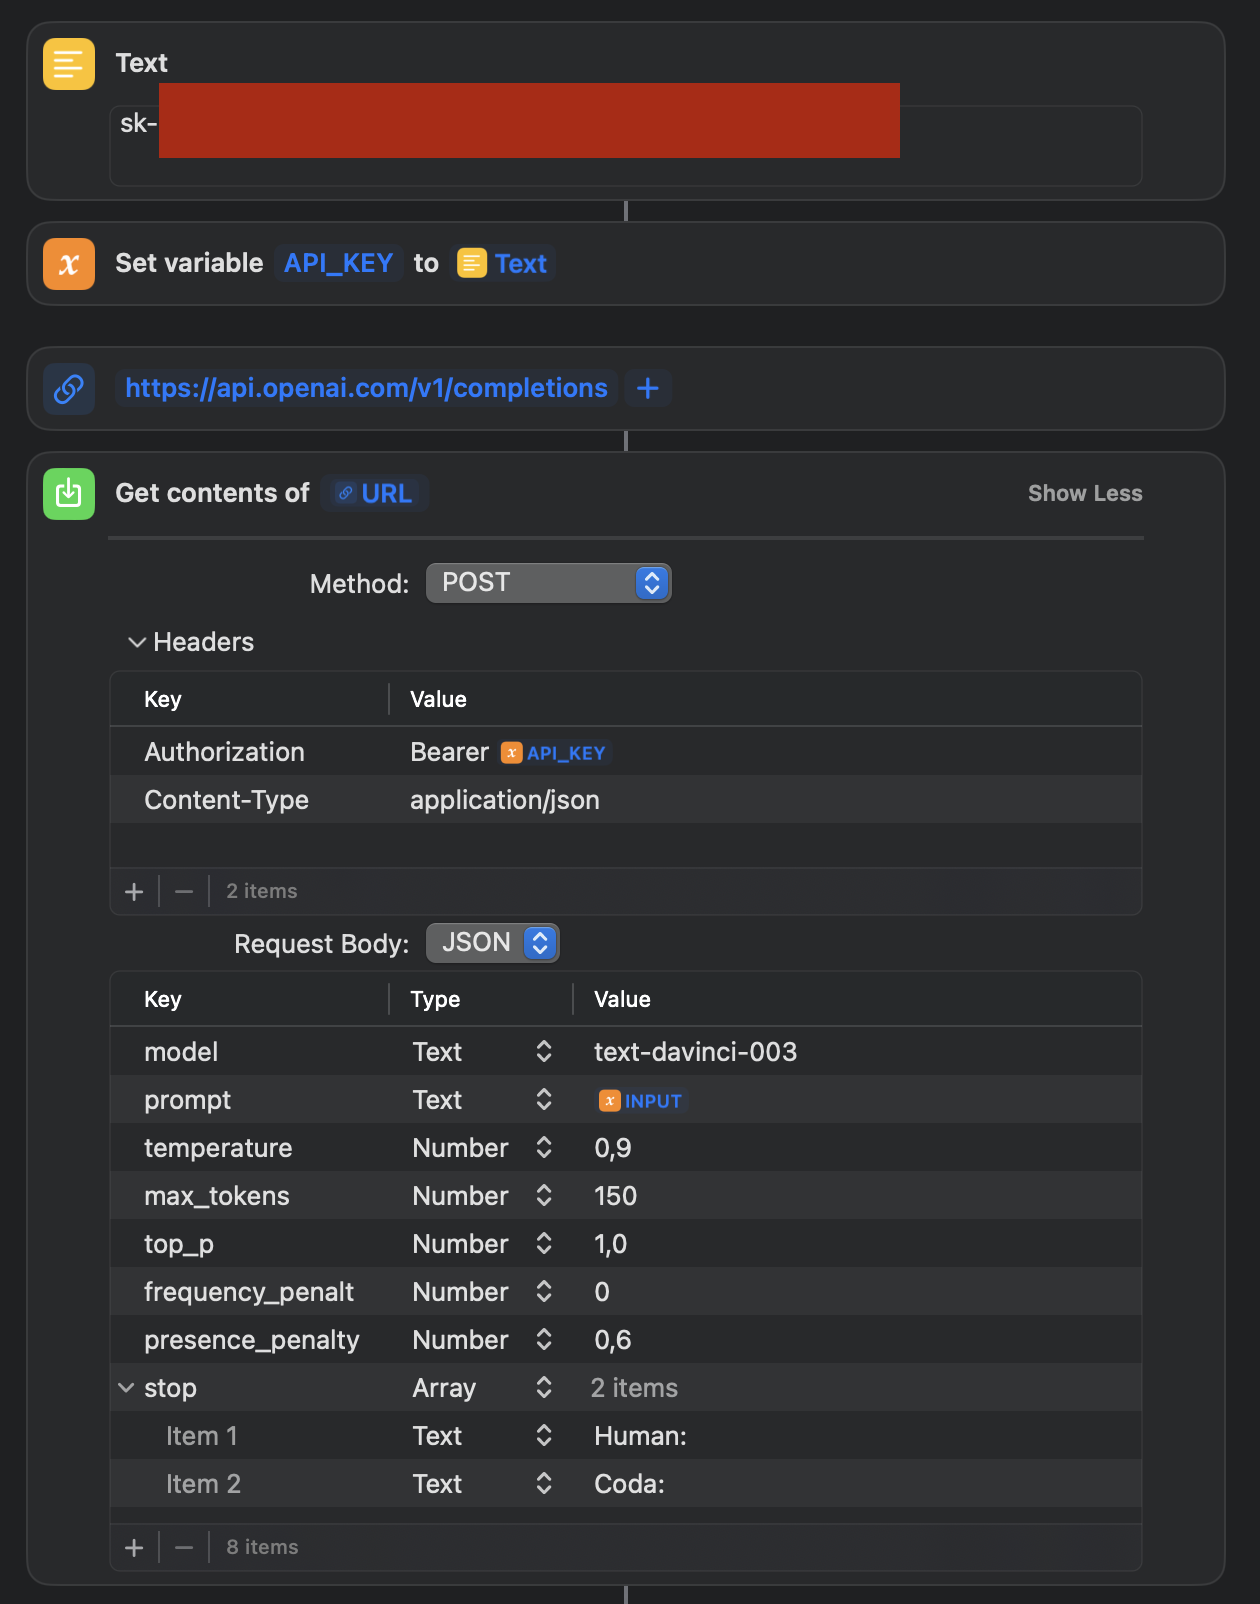 Text
sk-
Set variable API_KEY to Text
https://api.openai.com/v1/completions +
Get contents of URL Show Less
Method: POST
Headers
Key Value
Authorization Bearer API_KEY
Content-Type application/json
+ − 2 items
Request Body: JSON
Key Type Value
model Text text-davinci-003
prompt Text INPUT
temperature Number 0,9
max_tokens Number 150
top_p Number 1,0
frequency_penalt Number 0
presence_penalty Number 0,6
stop Array 2 items
Item 1 Text Human:
Item 2 Text Coda:
+ − 8 items